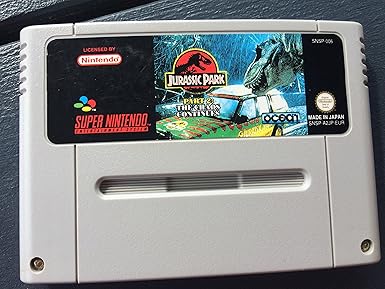 LICENSED BY
Nintendo
SUPER NINTENDO
ENTERTAINMENT SYSTEM
JURASSIC PARK
PART 2:
THE CHAOS
CONTINUES
ocean
SNSP-006
MADE IN JAPAN
SNSP-A2JP-EUR